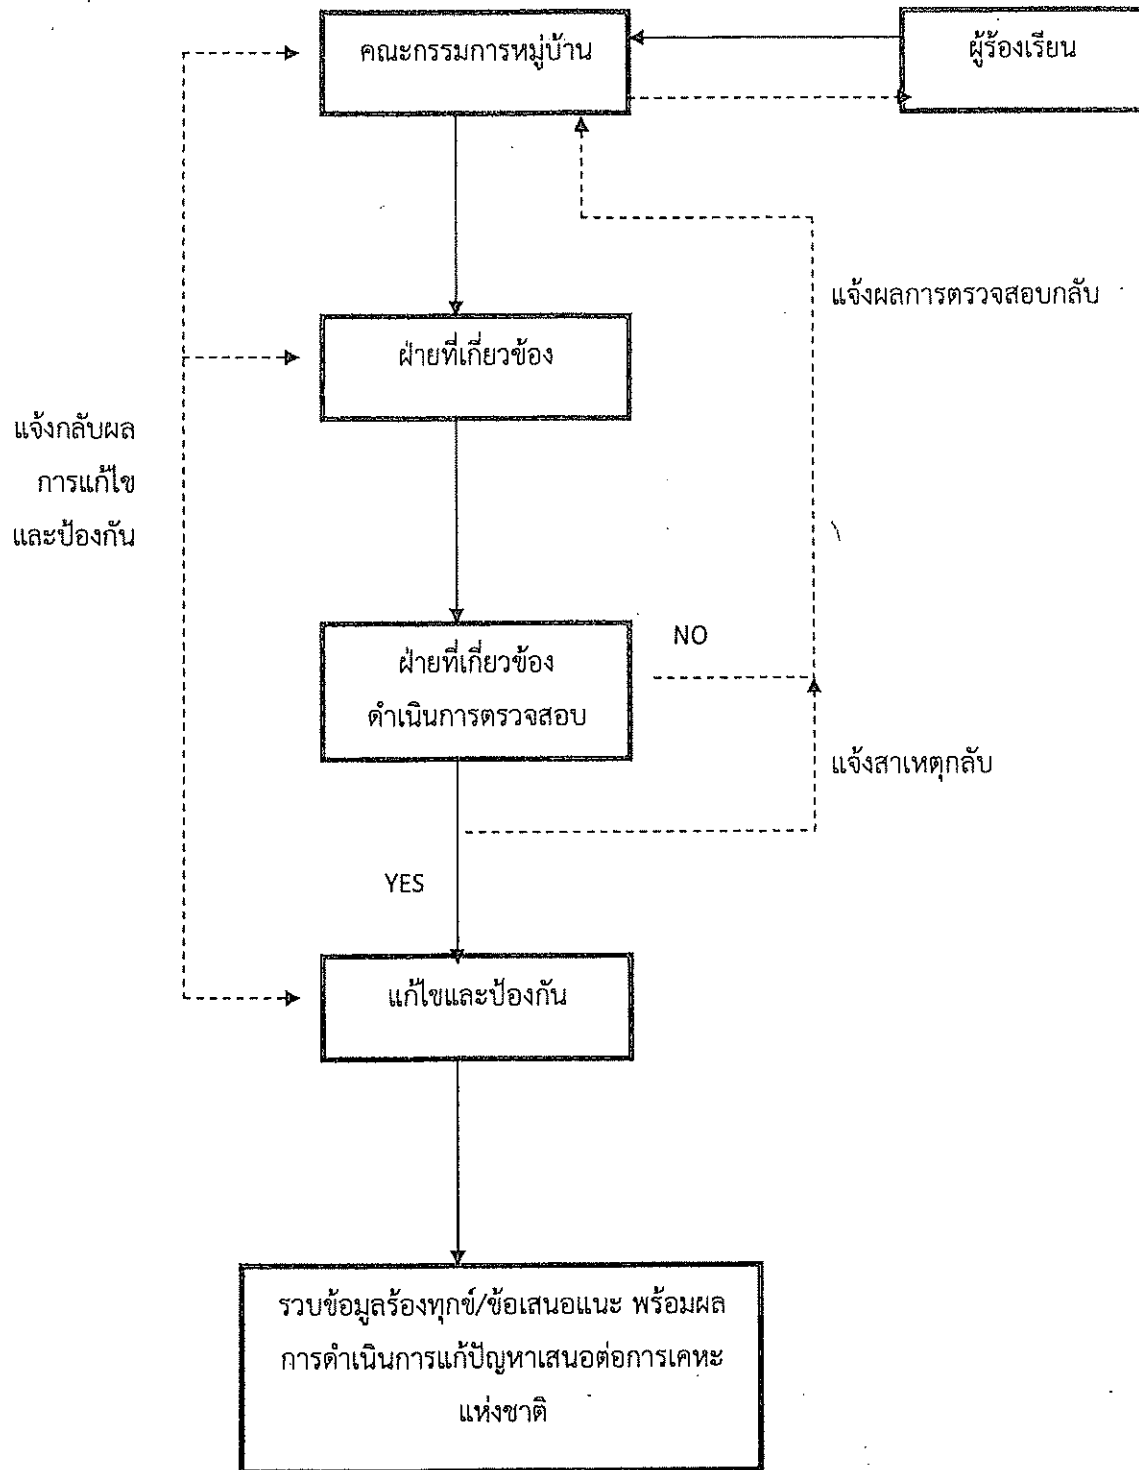 คณะกรรมการหมู่บ้าน
ผู้ร้องเรียน
แจ้งผลการตรวจสอบกลับ
ฝ่ายที่เกี่ยวข้อง
แจ้งกลับผล
การแก้ไข
และป้องกัน
ฝ่ายที่เกี่ยวข้อง
ดำเนินการตรวจสอบ
NO
แจ้งสาเหตุกลับ
YES
แก้ไขและป้องกัน
รวบข้อมูลร้องทุกข์/ข้อเสนอแนะ พร้อมผล
การดำเนินการแก้ปัญหาเสนอต่อการเคหะ
แห่งชาติ